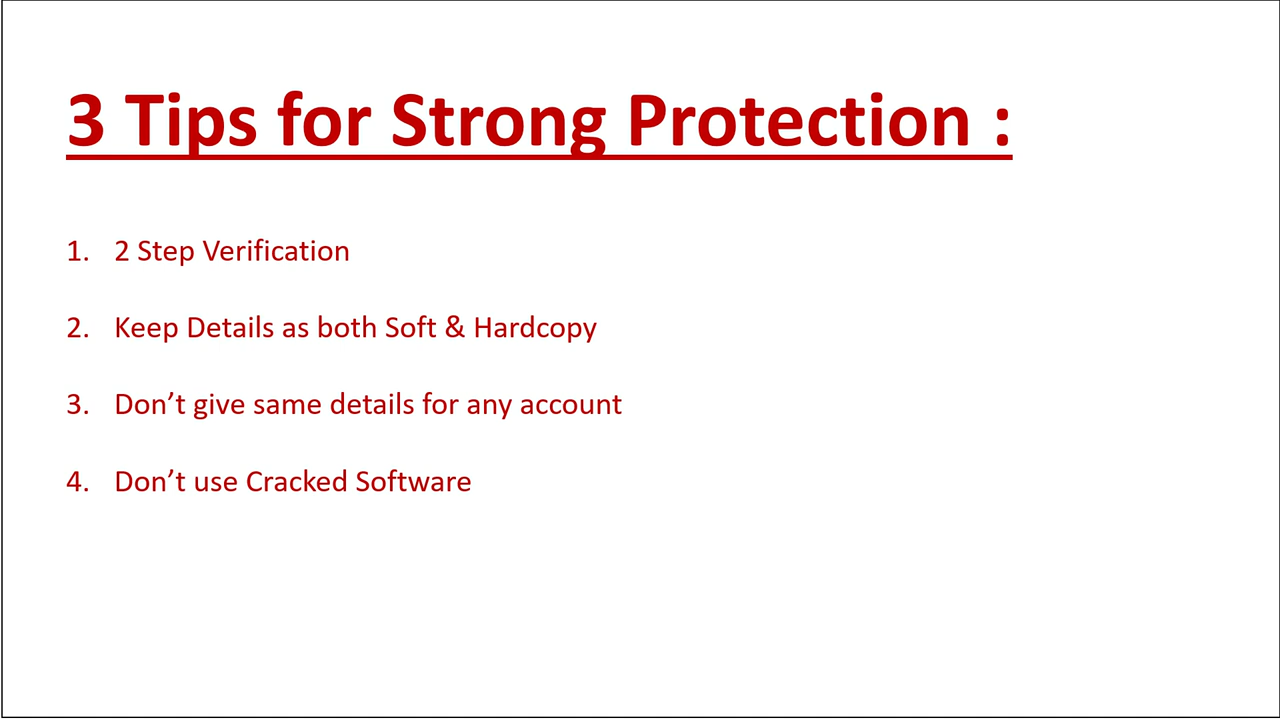 3 Tips for Strong Protection :
1. 2 Step Verification
2. Keep Details as both Soft & Hardcopy
3. Don’t give same details for any account
4. Don’t use Cracked Software